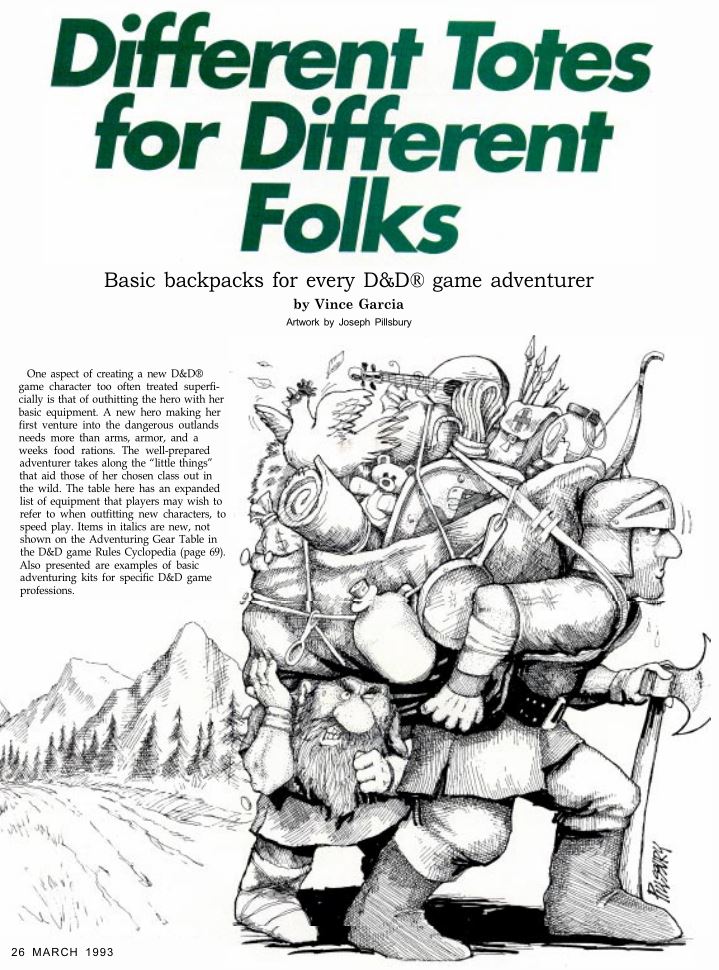 Different Totes
for Different
Folks
Basic backpacks for every D&D® game adventurer
by Vince Garcia
Artwork by Joseph Pillsbury
One aspect of creating a new D&D®
game character too often treated superfi-
cially is that of outhitting the hero with her
basic equipment. A new hero making her
first venture into the dangerous outlands
needs more than arms, armor, and a
weeks food rations. The well-prepared
adventurer takes along the “little things”
that aid those of her chosen class out in
the wild. The table here has an expanded
list of equipment that players may wish to
refer to when outfitting new characters, to
speed play. Items in italics are new, not
shown on the Adventuring Gear Table in
the D&D game Rules Cyclopedia (page 69).
Also presented are examples of basic
adventuring kits for specific D&D game
professions.
PILLSBURY
26 MARCH 1993